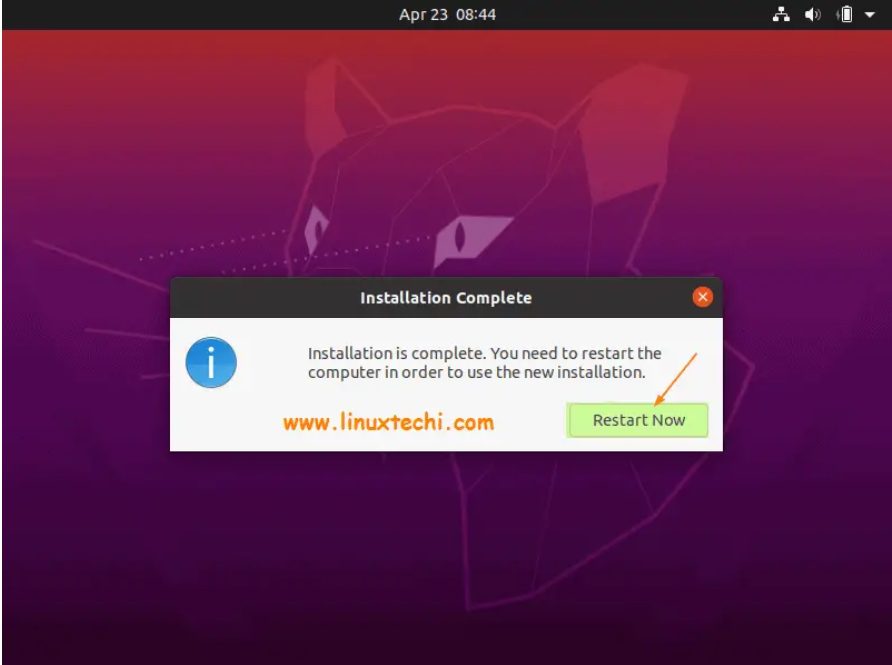 Apr 23 08:44
Installation Complete
Installation is complete. You need to restart the
computer in order to use the new installation.
www.linuxtechi.com
Restart Now